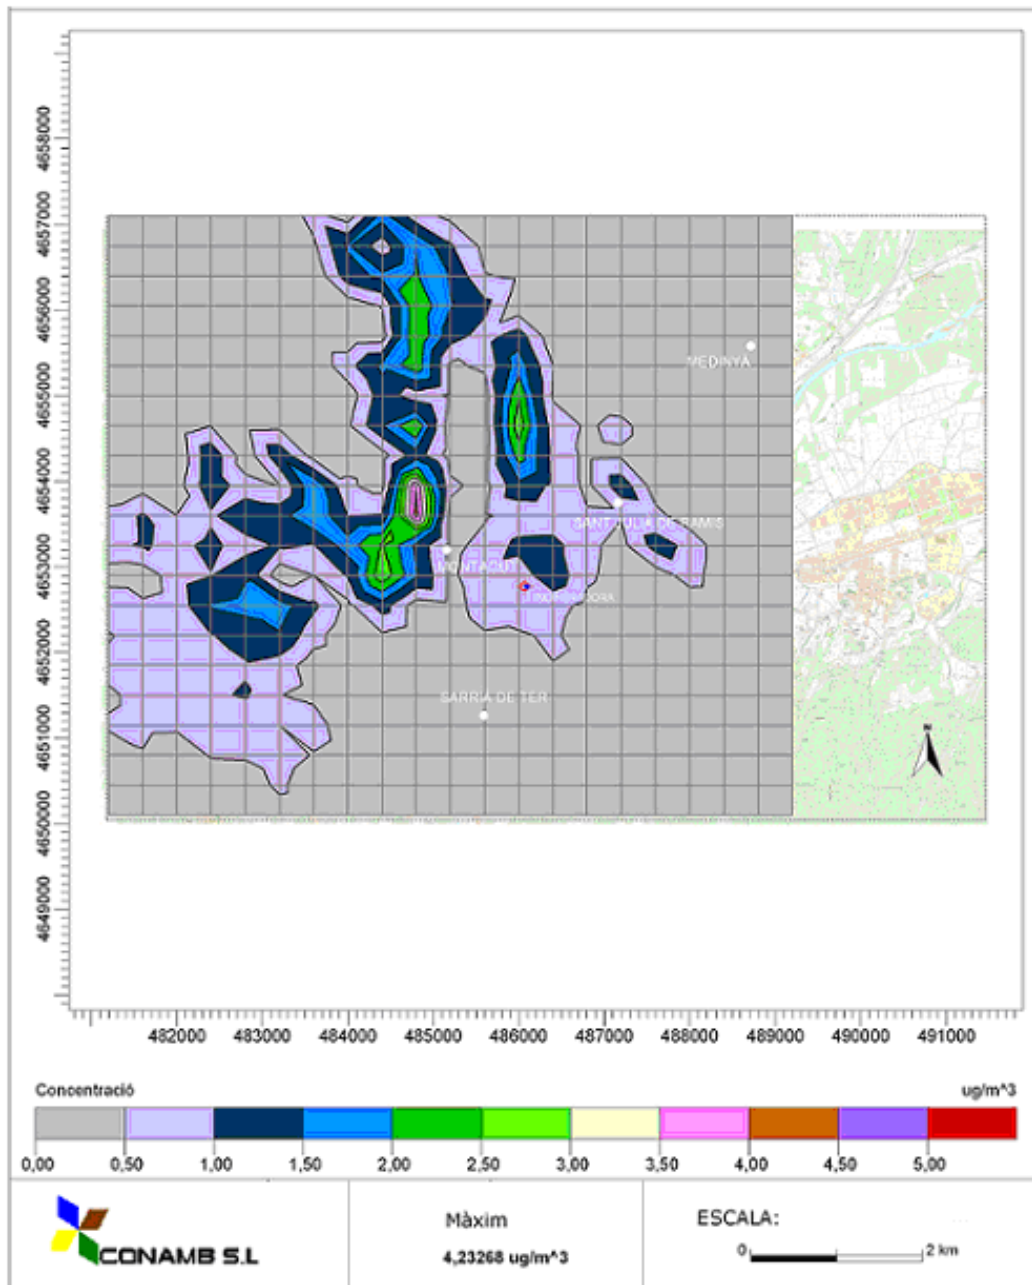 4658000
4657000
4656000
4655000
4654000
4653000
4652000
4651000
4650000
4649000
MEDINYÀ
SANT JULIÀ DE RAMIS
MONTAGUT
INCINERADORA
SARRIÀ DE TER
N
482000 483000 484000 485000 486000 487000 488000 489000 490000 491000
Concentració ug/m^3
0,00 0,50 1,00 1,50 2,00 2,50 3,00 3,50 4,00 4,50 5,00
CONAMB S.L
Màxim
4,23268 ug/m^3
ESCALA:
0 2 km